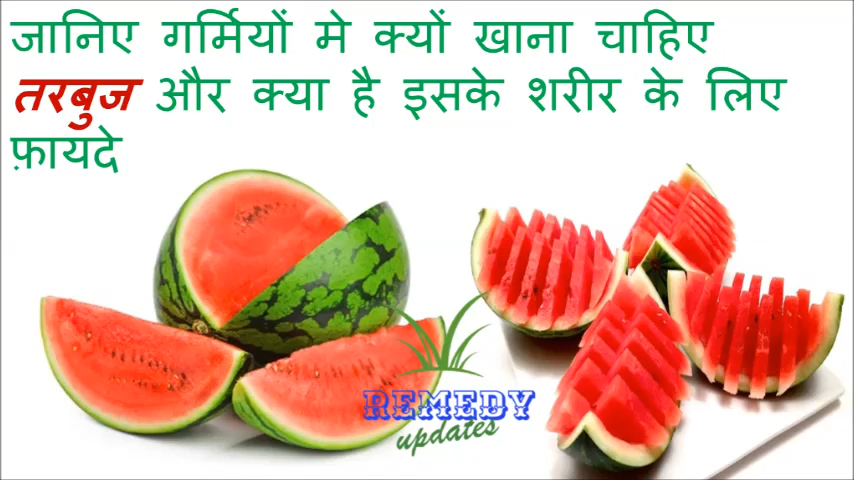 जानिए गर्मियों मे क्यों खाना चाहिए
तरबुज और क्या है इसके शरीर के लिए
फ़ायदे
REMEDY
updates